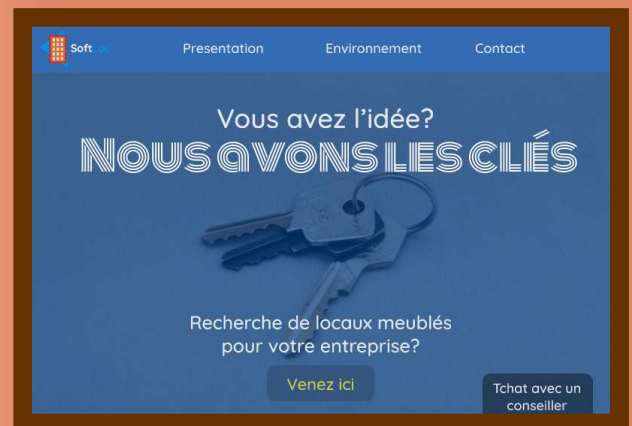 SoftLoc
Presentation
Environnement
Contact
Vous avez l'idée?
Nous avons les clés
Recherche de locaux meublés
pour votre entreprise?
Venez ici
Tchat avec un
conseiller